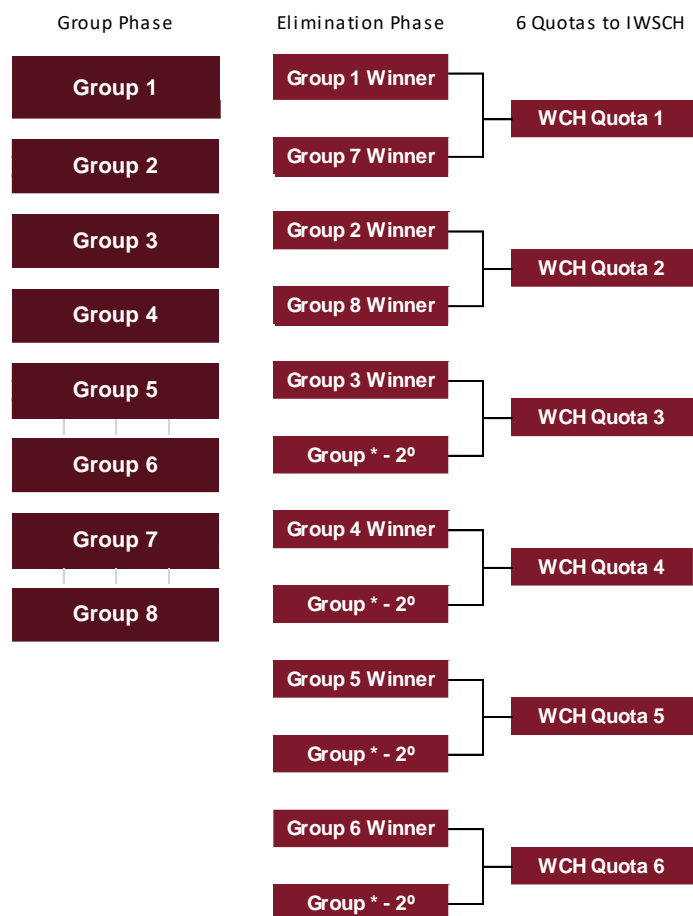 Group Phase
Elimination Phase
6 Quotas to IWSCH
Group 1
Group 2
Group 3
Group 4
Group 5
Group 6
Group 7
Group 8
Group 1 Winner
Group 7 Winner
Group 2 Winner
Group 8 Winner
Group 3 Winner
Group * - 2º
Group 4 Winner
Group * - 2º
Group 5 Winner
Group * - 2º
Group 6 Winner
Group * - 2º
WCH Quota 1
WCH Quota 2
WCH Quota 3
WCH Quota 4
WCH Quota 5
WCH Quota 6